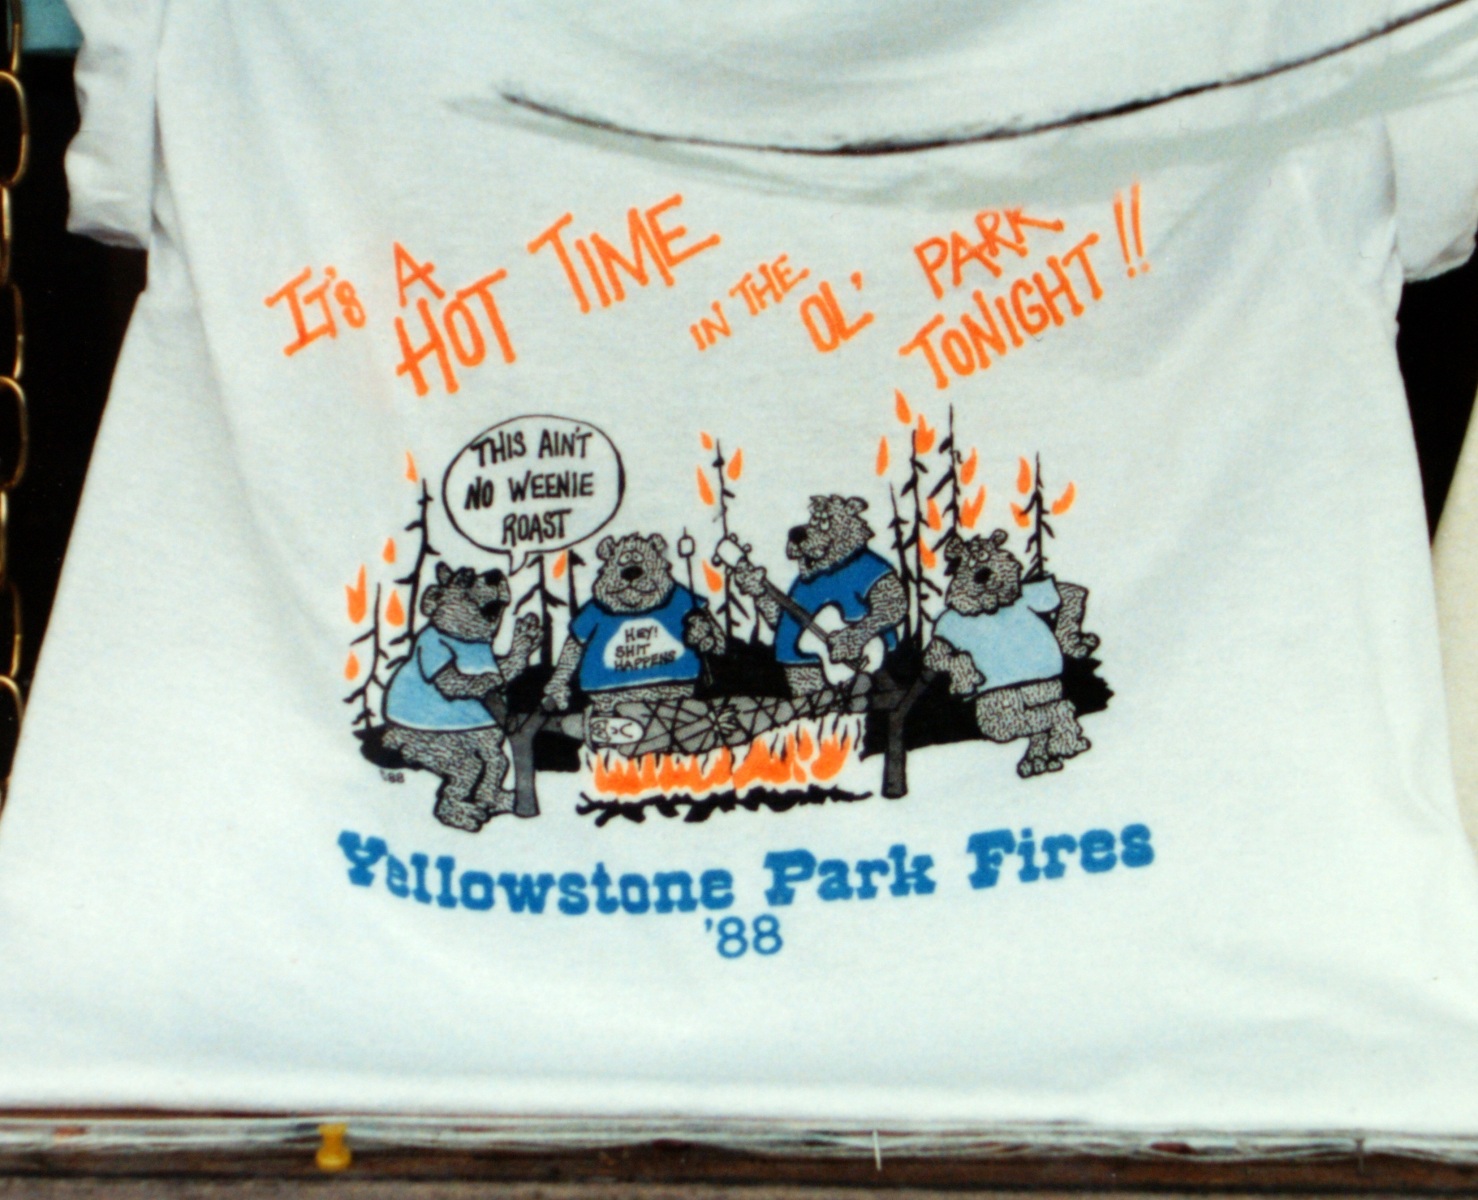 IT'S A
HOT TIME
IN THE
OL' PARK
TONIGHT!!
THIS AIN'T
NO WEENIE
ROAST
HEY!
SHIT
HAPPENS
©88
Yellowstone Park Fires
'88